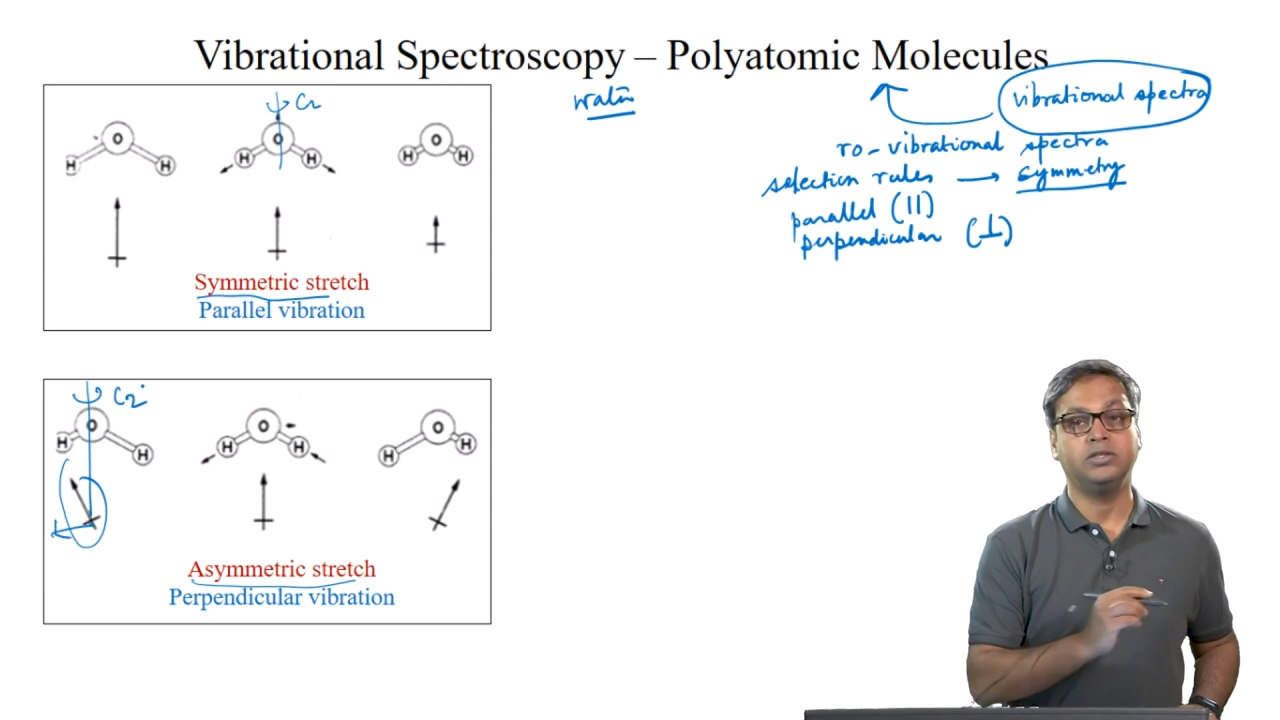 Vibrational Spectroscopy – Polyatomic Molecules
water
vibrational spectra
ro-vibrational spectra
selection rules → symmetry
parallel (||)
perpendicular (⊥)
C2
O O O
H H H H H H
Symmetric stretch
Parallel vibration
C2
O O O
H H H H H H
Asymmetric stretch
Perpendicular vibration